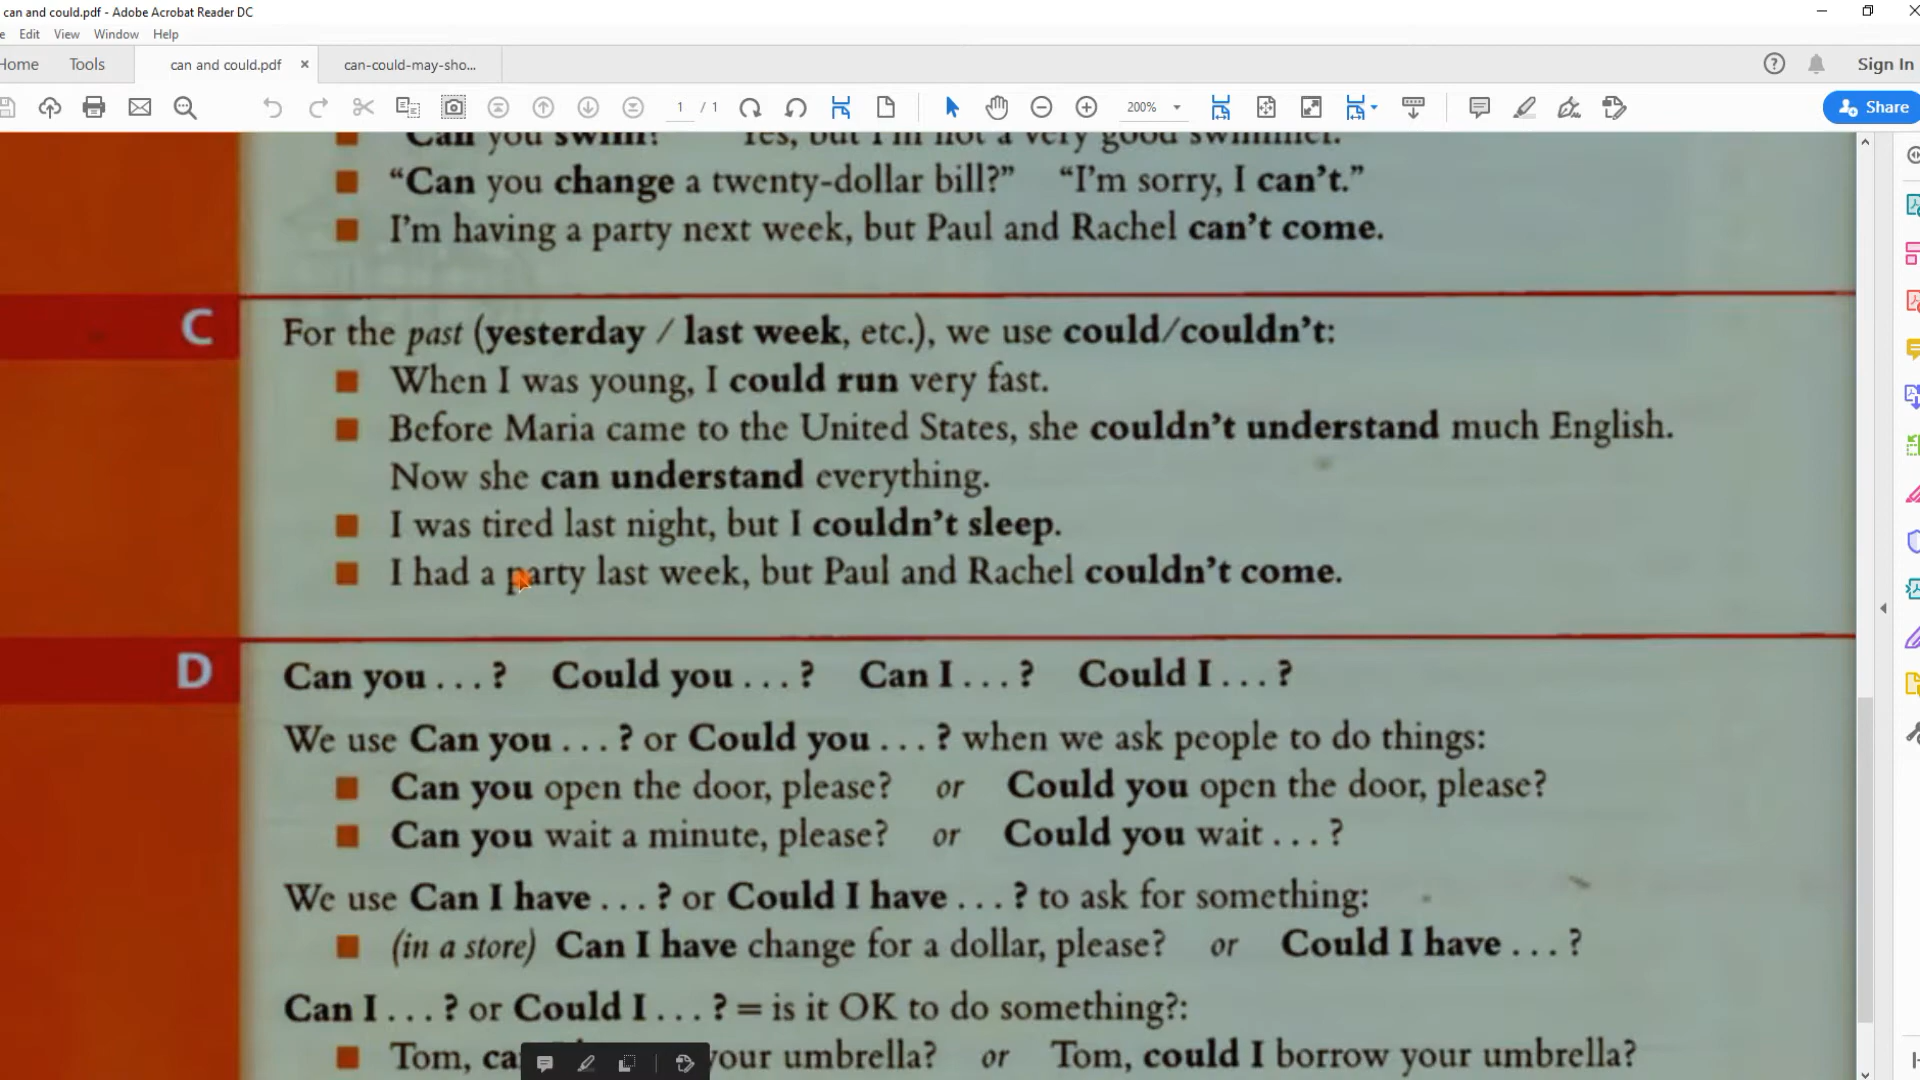 can and could.pdf - Adobe Acrobat Reader DC
Edit View Window Help
Home Tools can and could.pdf × can-could-may-sho... Sign In
1 / 1 200% Share
"Can you swim?" "Yes, but I'm not a very good swimmer."
"Can you change a twenty-dollar bill?" "I'm sorry, I can't."
I'm having a party next week, but Paul and Rachel can't come.
C
For the past (yesterday / last week, etc.), we use could/couldn't:
When I was young, I could run very fast.
Before Maria came to the United States, she couldn't understand much English.
Now she can understand everything.
I was tired last night, but I couldn't sleep.
I had a party last week, but Paul and Rachel couldn't come.
D
Can you . . . ? Could you . . . ? Can I . . . ? Could I . . . ?
We use Can you . . . ? or Could you . . . ? when we ask people to do things:
Can you open the door, please? or Could you open the door, please?
Can you wait a minute, please? or Could you wait . . . ?
We use Can I have . . . ? or Could I have . . . ? to ask for something:
(in a store) Can I have change for a dollar, please? or Could I have . . . ?
Can I . . . ? or Could I . . . ? = is it OK to do something?:
Tom, your umbrella? or Tom, could I borrow your umbrella?